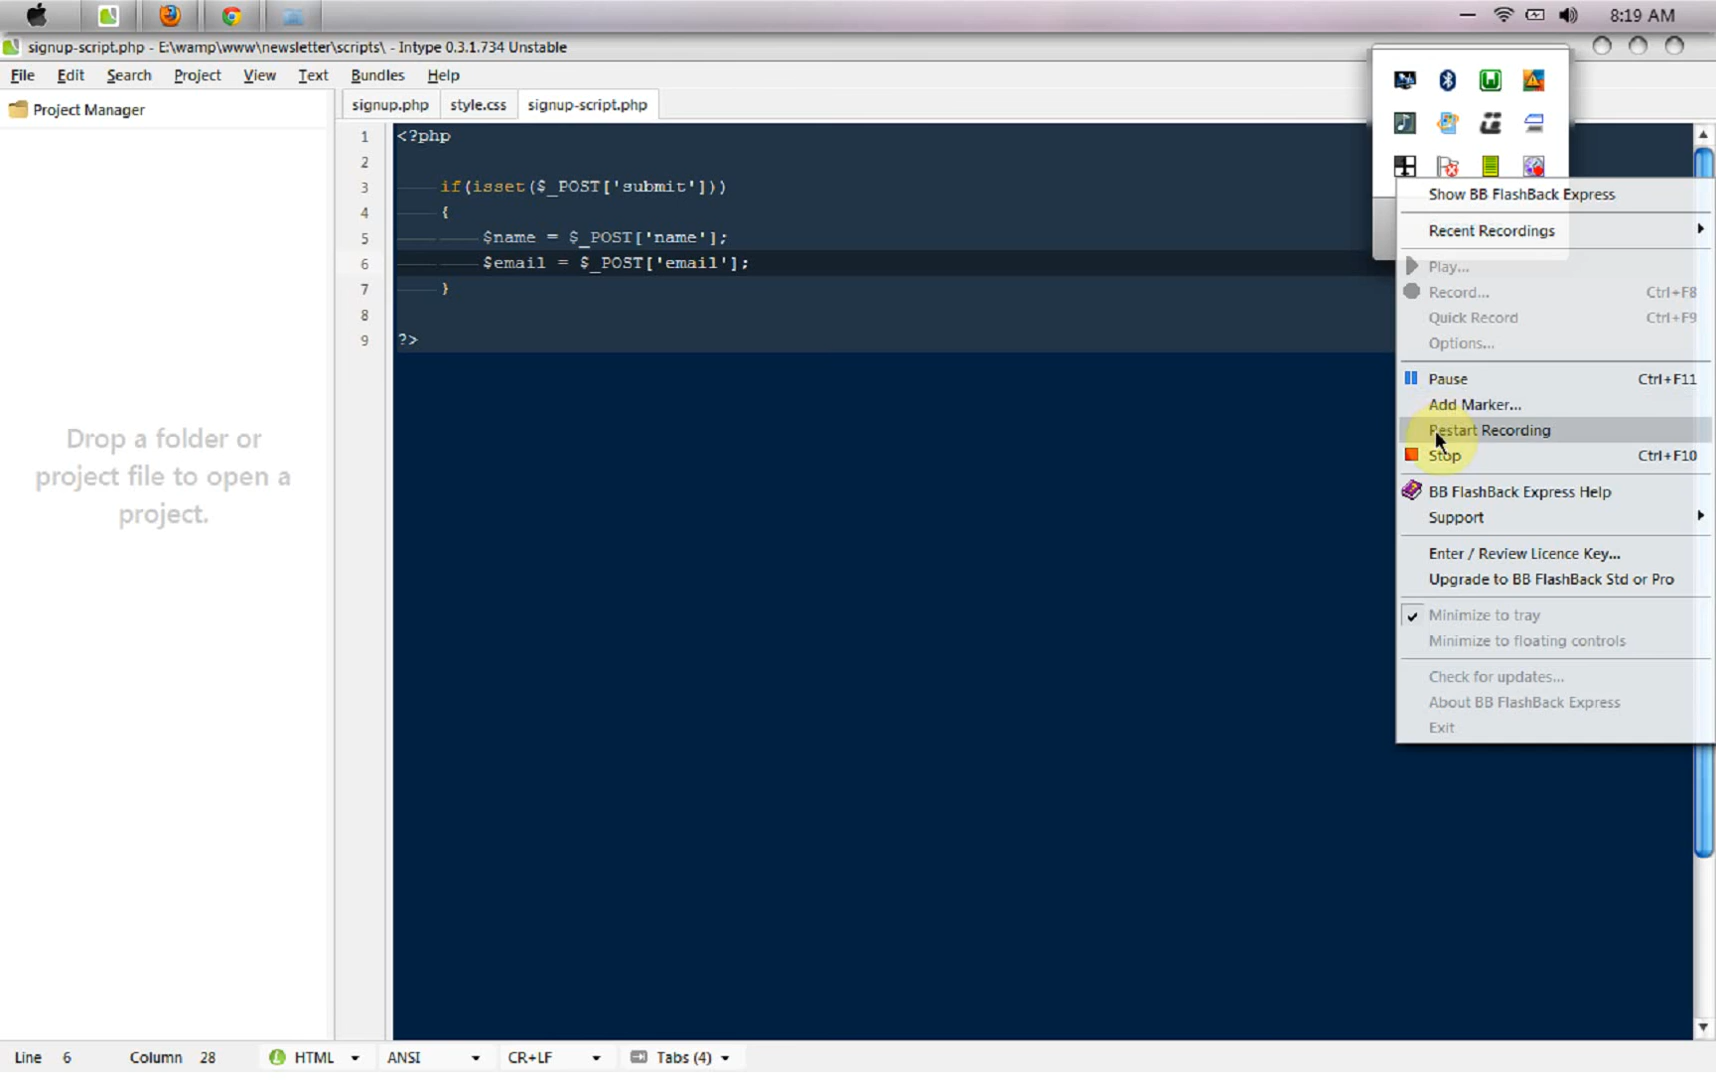 8:19 AM
signup-script.php - E:\wamp\www\newsletter\scripts\ - Intype 0.3.1.734 Unstable
File Edit Search Project View Text Bundles Help
Project Manager
signup.php style.css signup-script.php
1 <?php
2
3 if(isset($_POST['submit']))
4 {
5 $name = $_POST['name'];
6 $email = $_POST['email'];
7 }
8
9 ?>
Drop a folder or
project file to open a
project.
Show BB FlashBack Express
Recent Recordings
Play...
Record... Ctrl+F8
Quick Record Ctrl+F9
Options...
Pause Ctrl+F11
Add Marker...
Restart Recording
Stop Ctrl+F10
BB FlashBack Express Help
Support
Enter / Review Licence Key...
Upgrade to BB FlashBack Std or Pro
Minimize to tray
Minimize to floating controls
Check for updates...
About BB FlashBack Express
Exit
Line 6 Column 28 HTML ANSI CR+LF Tabs (4)